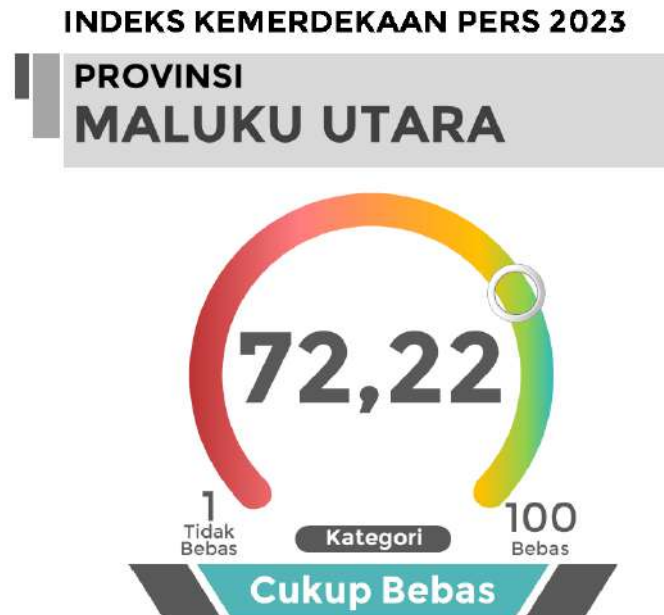 INDEKS KEMERDEKAAN PERS 2023
PROVINSI
MALUKU UTARA
72,22
1
Tidak
Bebas
100
Bebas
Kategori
Cukup Bebas